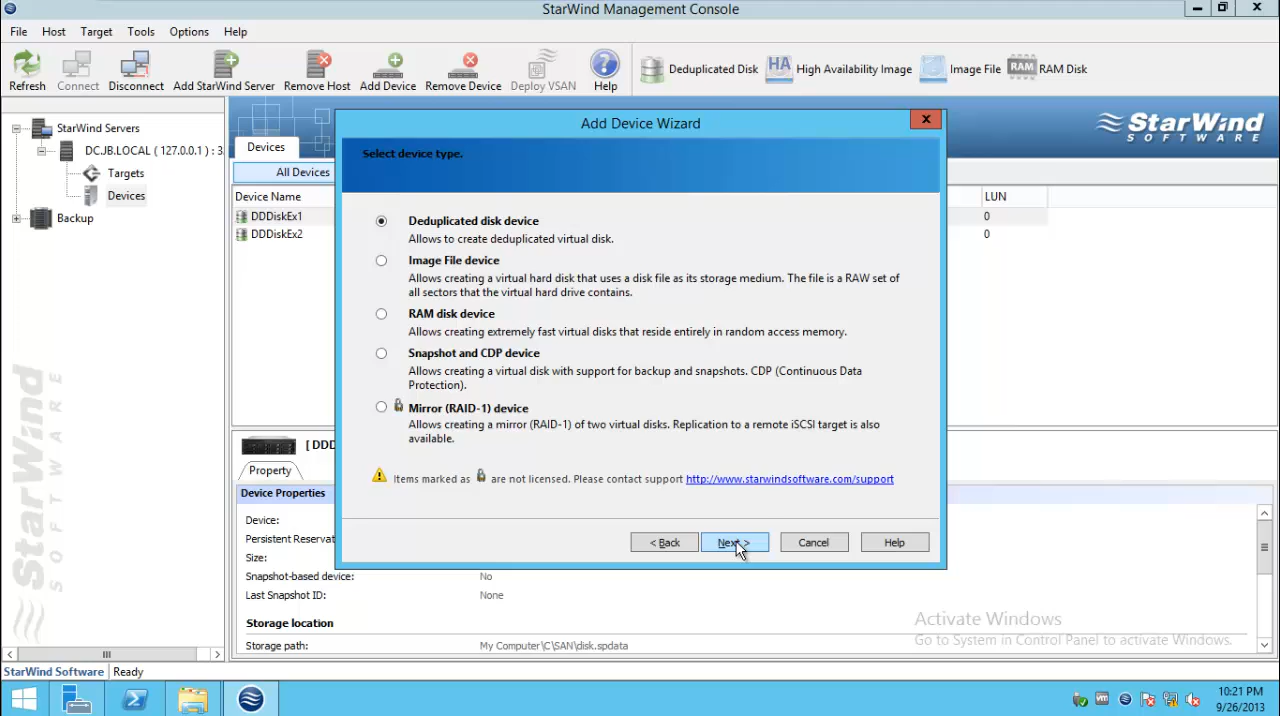 StarWind Management Console
File Host Target Tools Options Help
Refresh Connect Disconnect Add StarWind Server Remove Host Add Device Remove Device Deploy VSAN Help Deduplicated Disk HA High Availability Image Image File RAM RAM Disk
StarWind Servers
DC.JB.LOCAL ( 127.0.0.1 ) : 3
Targets
Devices
Backup
StarWind
SOFTWARE
StarWind
SOFTWARE
Devices
All Devices
Device Name LUN
DDDiskEx1 0
DDDiskEx2 0
Add Device Wizard
Select device type.
Deduplicated disk device
Allows to create deduplicated virtual disk.
Image File device
Allows creating a virtual hard disk that uses a disk file as its storage medium. The file is a RAW set of
all sectors that the virtual hard drive contains.
RAM disk device
Allows creating extremely fast virtual disks that reside entirely in random access memory.
Snapshot and CDP device
Allows creating a virtual disk with support for backup and snapshots. CDP (Continuous Data
Protection).
Mirror (RAID-1) device
Allows creating a mirror (RAID-1) of two virtual disks. Replication to a remote iSCSI target is also
available.
Items marked as are not licensed. Please contact support http://www.starwindsoftware.com/support
< Back Next > Cancel Help
[ DDD
Property
Device Properties
Device:
Persistent Reservat
Size:
Snapshot-based device: No
Last Snapshot ID: None
Storage location
Storage path: My Computer\C\SAN\disk.spdata
Activate Windows
Go to System in Control Panel to activate Windows.
StarWind Software Ready
10:21 PM
9/26/2013